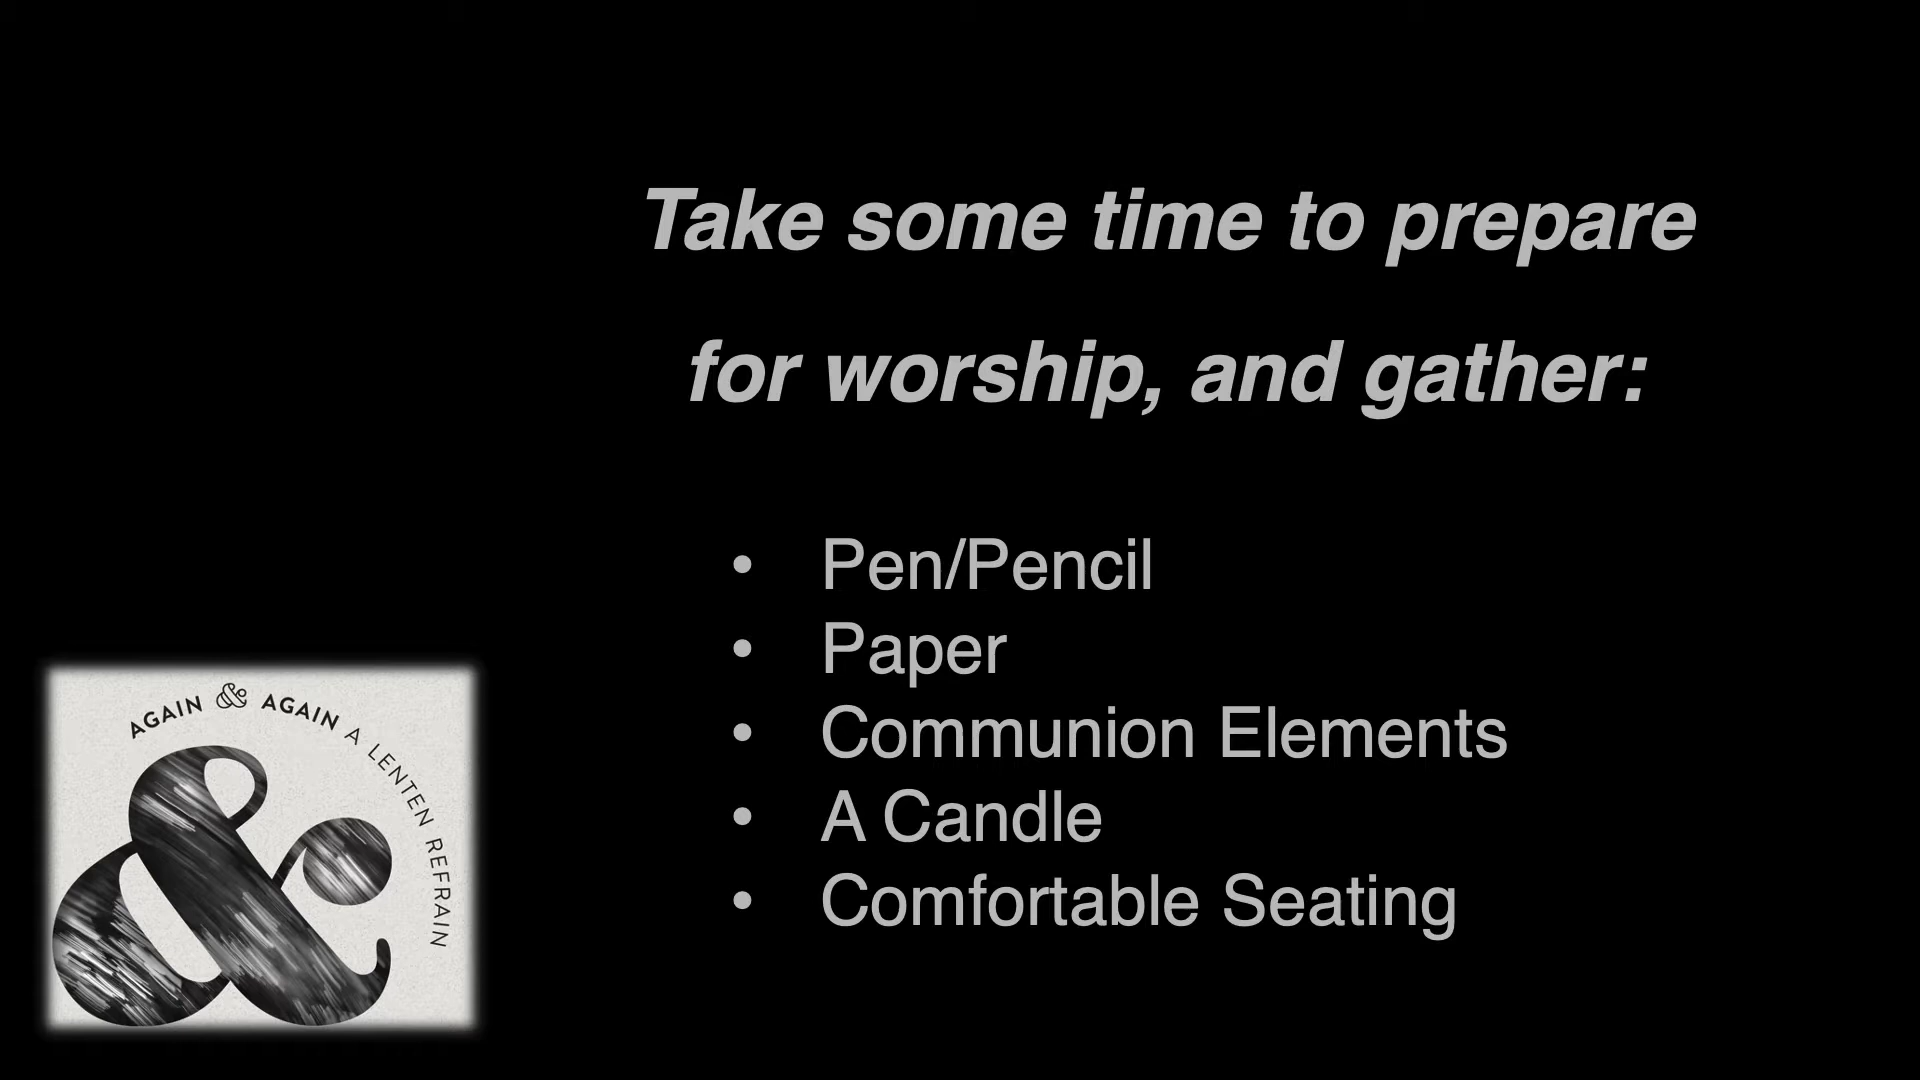 Take some time to prepare
for worship, and gather:
• Pen/Pencil
• Paper
• Communion Elements
• A Candle
• Comfortable Seating
AGAIN & AGAIN A LENTEN REFRAIN
&